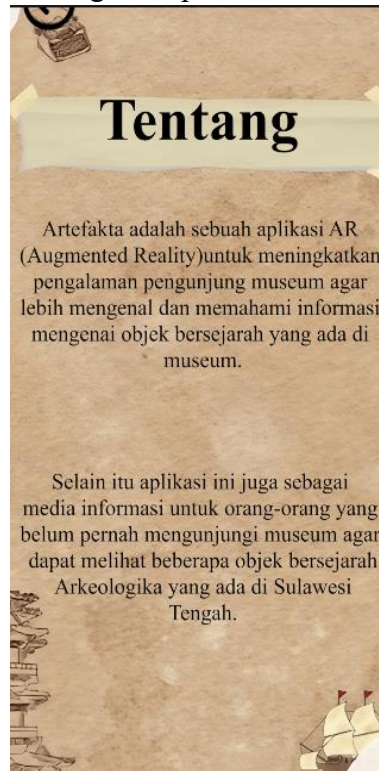 Tentang
Artefakta adalah sebuah aplikasi AR
(Augmented Reality)untuk meningkatkan
pengalaman pengunjung museum agar
lebih mengenal dan memahami informasi
mengenai objek bersejarah yang ada di
museum.
Selain itu aplikasi ini juga sebagai
media informasi untuk orang-orang yang
belum pernah mengunjungi museum agar
dapat melihat beberapa objek bersejarah
Arkeologika yang ada di Sulawesi
Tengah.